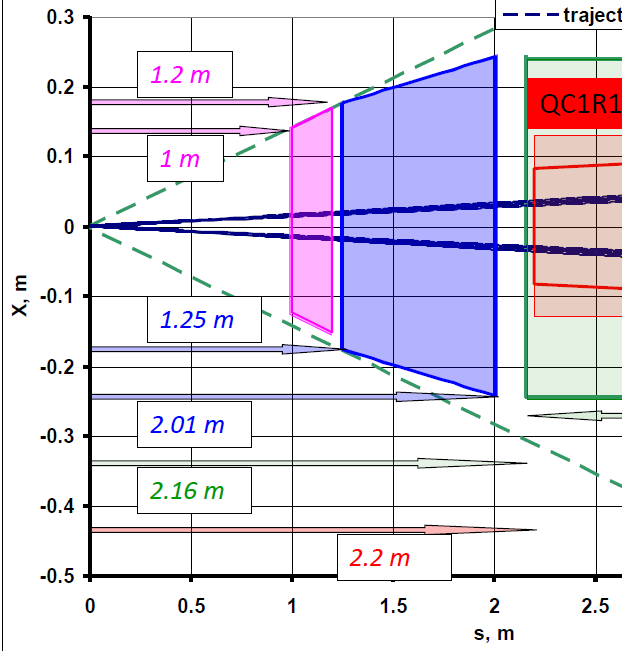 0.3
traject
0.2
1.2 m
QC1R1
0.1
1 m
0
X, m
-0.1
1.25 m
-0.2
2.01 m
-0.3
2.16 m
-0.4
2.2 m
-0.5
0 0.5 1 1.5 2 2.5
s, m